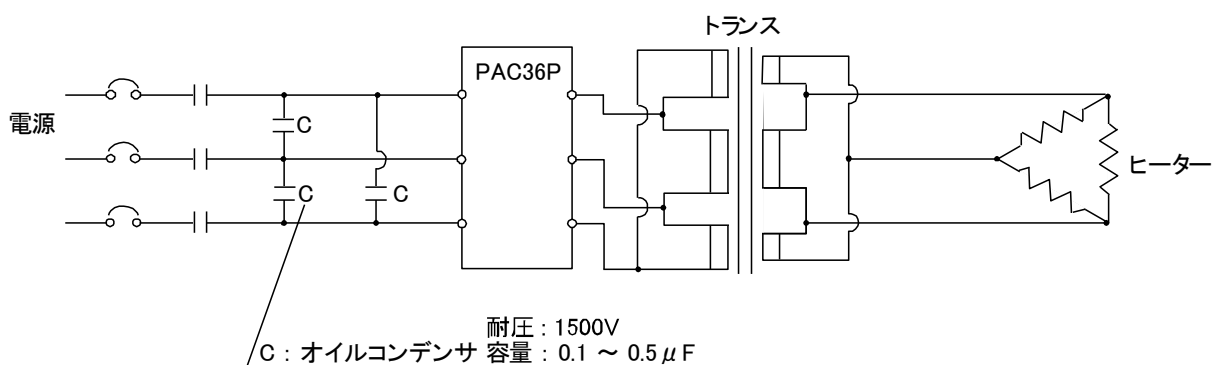 トランス
PAC36P
電源
C
C
C
ヒーター
耐圧 : 1500V
C : オイルコンデンサ 容量 : 0.1 ～ 0.5μF